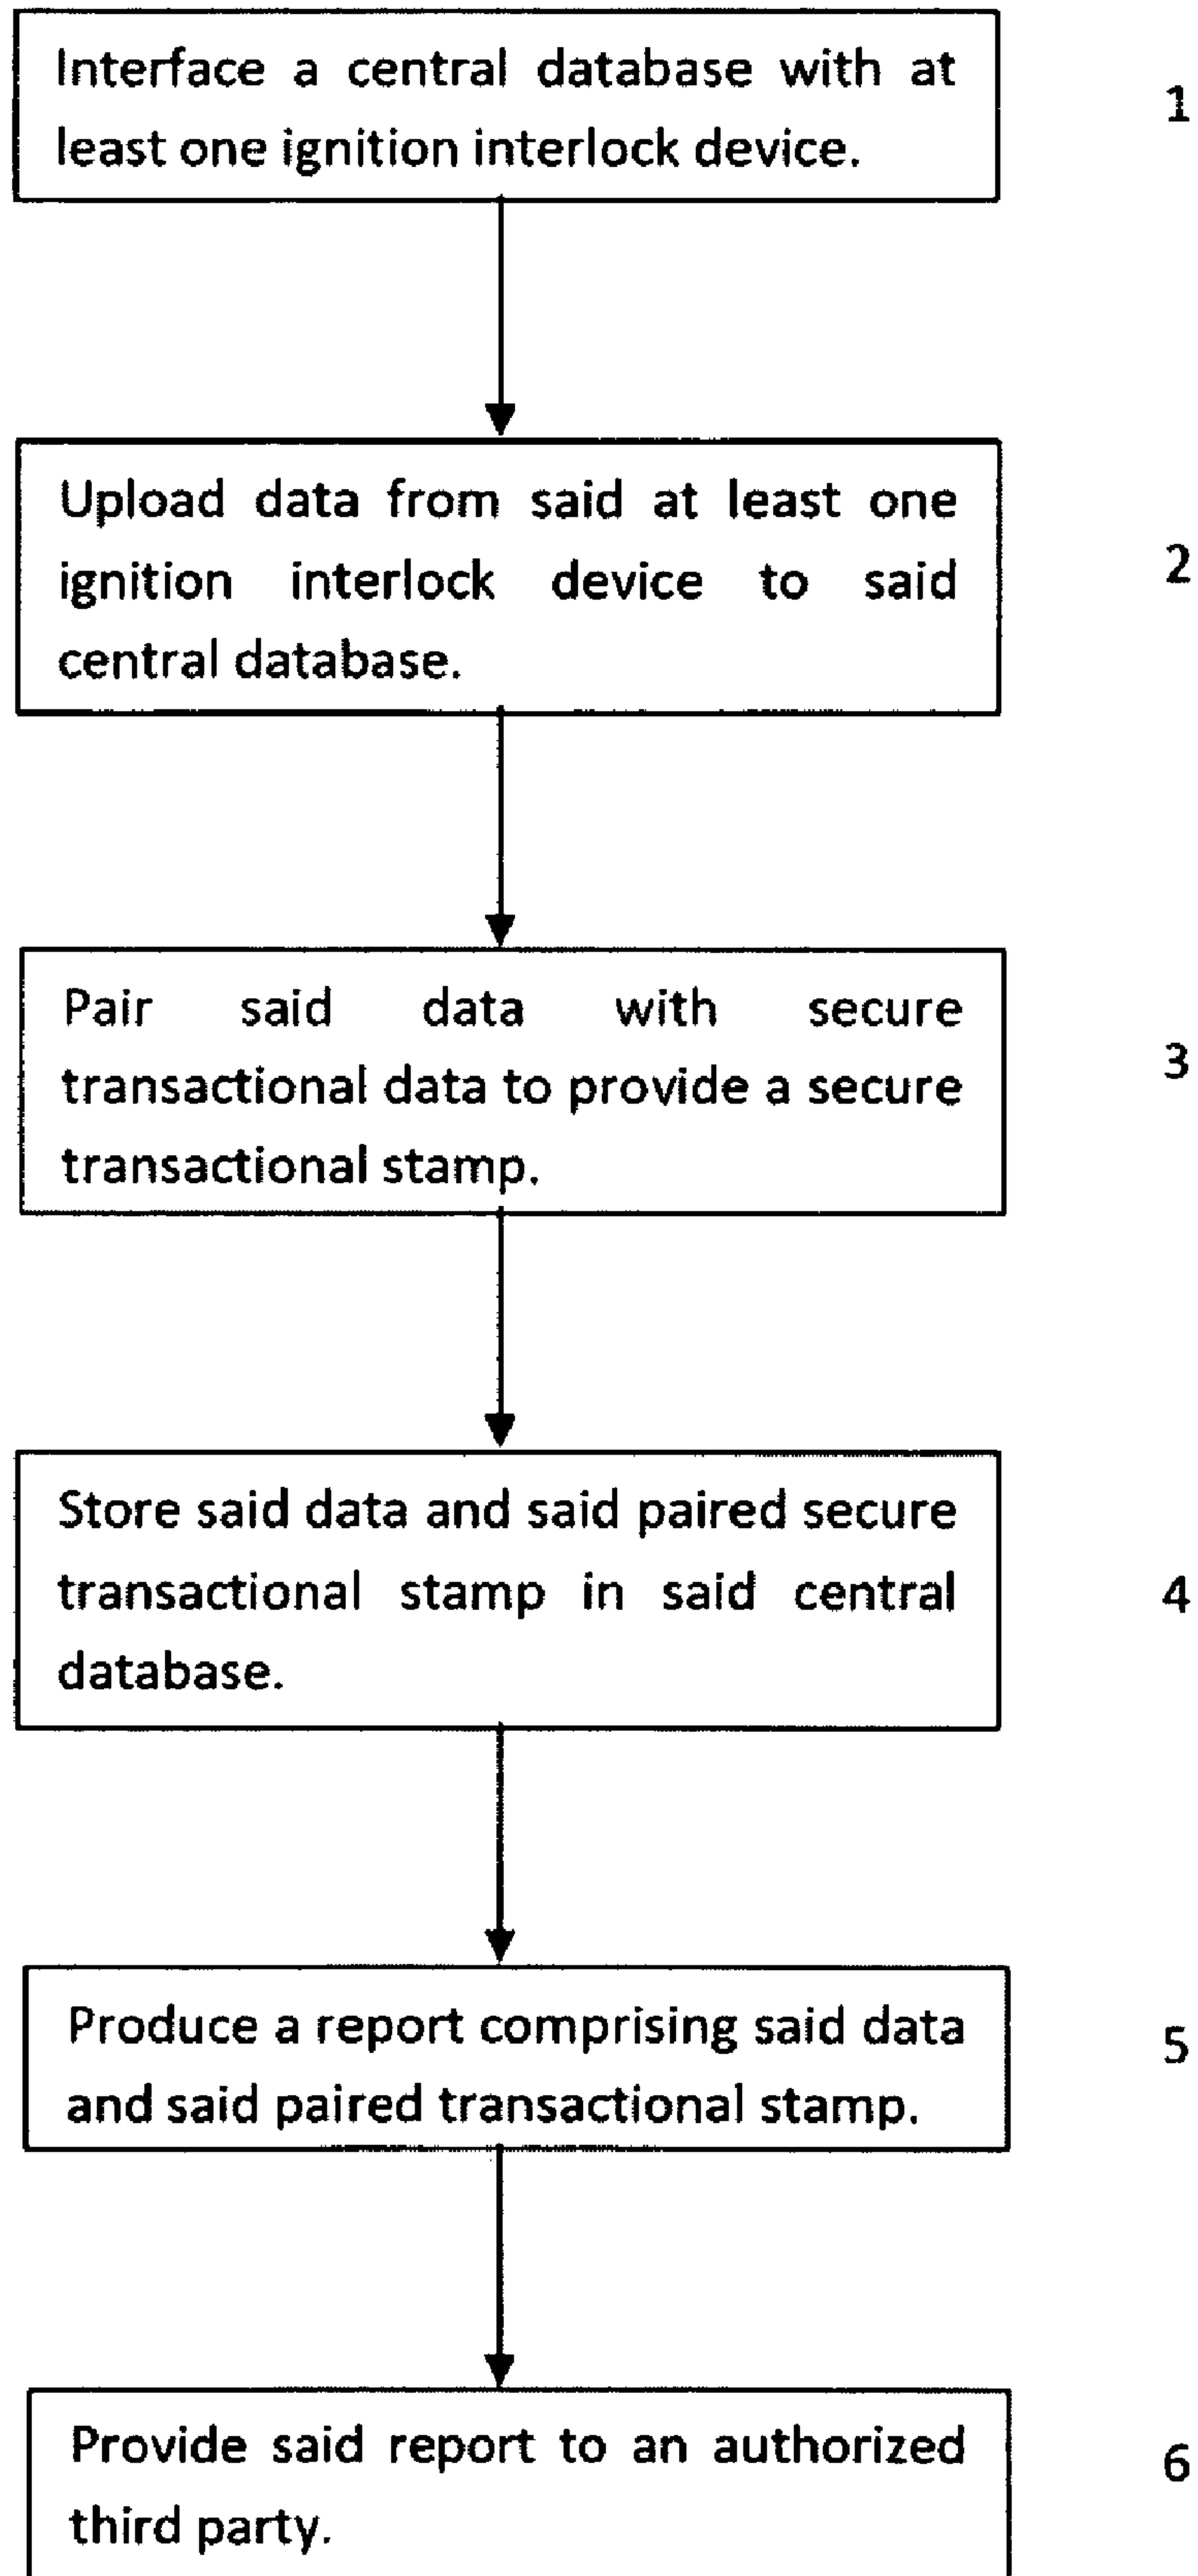 Interface a central database with at
least one ignition interlock device.
1
Upload data from said at least one
ignition interlock device to said
central database.
2
Pair said data with secure
transactional data to provide a secure
transactional stamp.
3
Store said data and said paired secure
transactional stamp in said central
database.
4
Produce a report comprising said data
and said paired transactional stamp.
5
Provide said report to an authorized
third party.
6